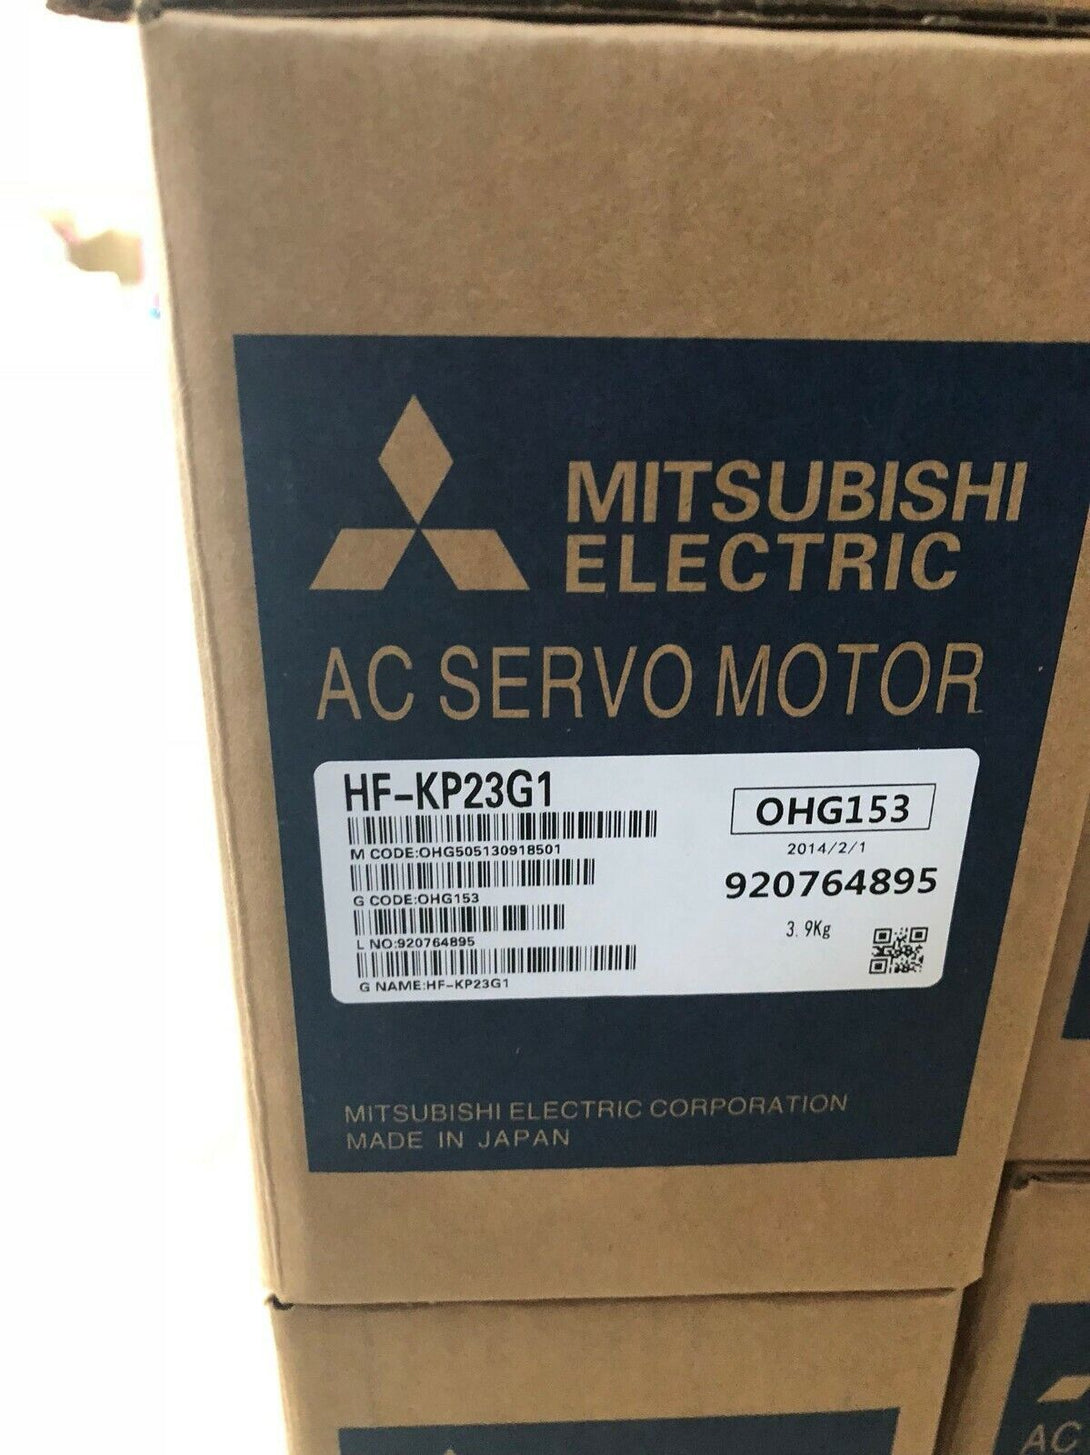 MITSUBISHI
ELECTRIC
AC SERVO MOTOR
HF-KP23G1
M CODE:OHG505130918501
G CODE:OHG153
L NO:920764895
G NAME:HF-KP23G1
OHG153
2014/2/1
920764895
3.9Kg
MITSUBISHI ELECTRIC CORPORATION
MADE IN JAPAN
AC